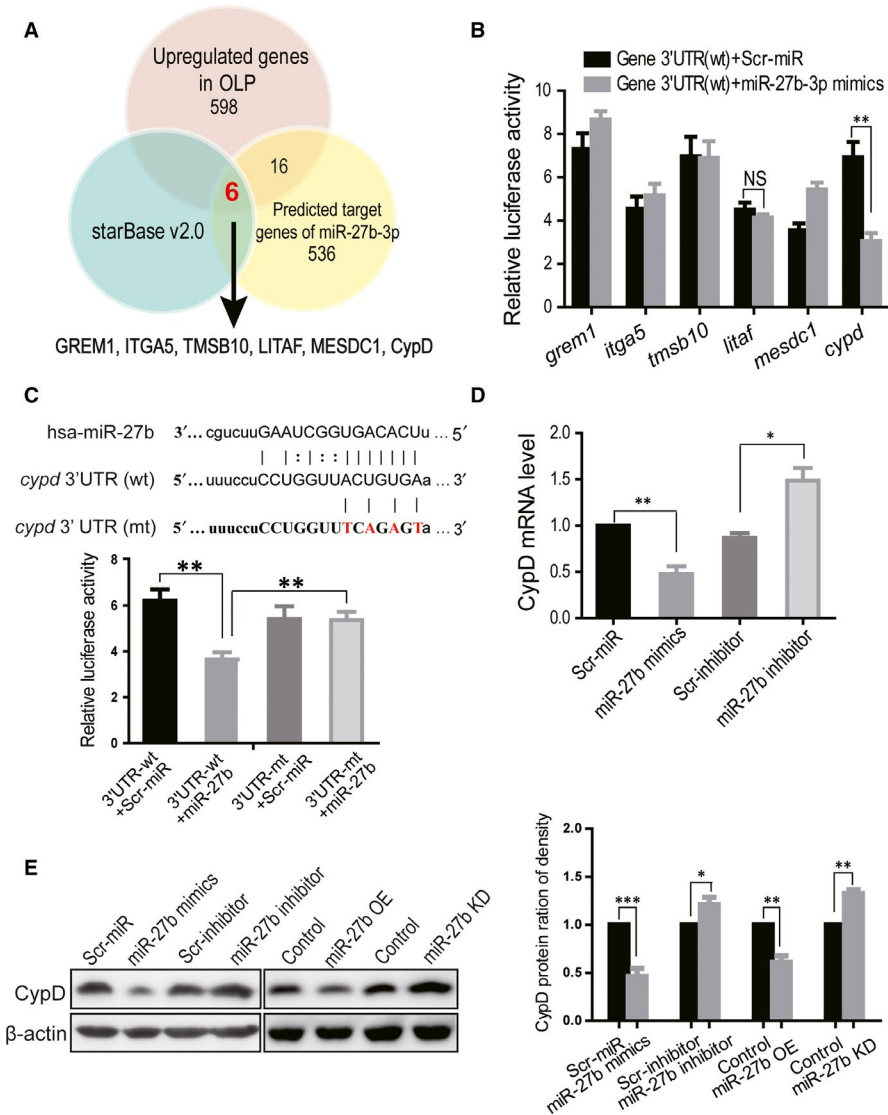 A
Upregulated genes
in OLP
598
16
6
starBase v2.0
Predicted target
genes of miR-27b-3p
536
GREM1, ITGA5, TMSB10, LITAF, MESDC1, CypD
B
Gene 3'UTR(wt)+Scr-miR
Gene 3'UTR(wt)+miR-27b-3p mimics
Relative luciferase activity
10
8
6
4
2
0
NS
**
grem1
itga5
tmsb10
litaf
mesdc1
cypd
C
hsa-miR-27b 3′... cgucuuGAAUCGGUGACACUu ... 5′
| | : | : : | | | | | | |
cypd 3'UTR (wt) 5′... uuuccuCCUGGUUACUGUGAa ... 3′
| | | |
cypd 3' UTR (mt) 5′ ... uuuccuCCUGGUUTCAGAGTa ... 3′
Relative luciferase activity
8
6
4
2
0
**
**
3'UTR-wt
+Scr-miR
3'UTR-wt
+miR-27b
3'UTR-mt
+Scr-miR
3'UTR-mt
+miR-27b
D
CypD mRNA level
2.0
1.5
1.0
0.5
0.0
**
*
Scr-miR
miR-27b mimics
Scr-inhibitor
miR-27b inhibitor
E
Scr-miR
miR-27b mimics
Scr-inhibitor
miR-27b inhibitor
Control
miR-27b OE
Control
miR-27b KD
CypD
β-actin
CypD protein ration of density
2.0
1.5
1.0
0.5
0.0
***
*
**
**
Scr-miR
miR-27b mimics
Scr-inhibitor
miR-27b inhibitor
Control
miR-27b OE
Control
miR-27b KD